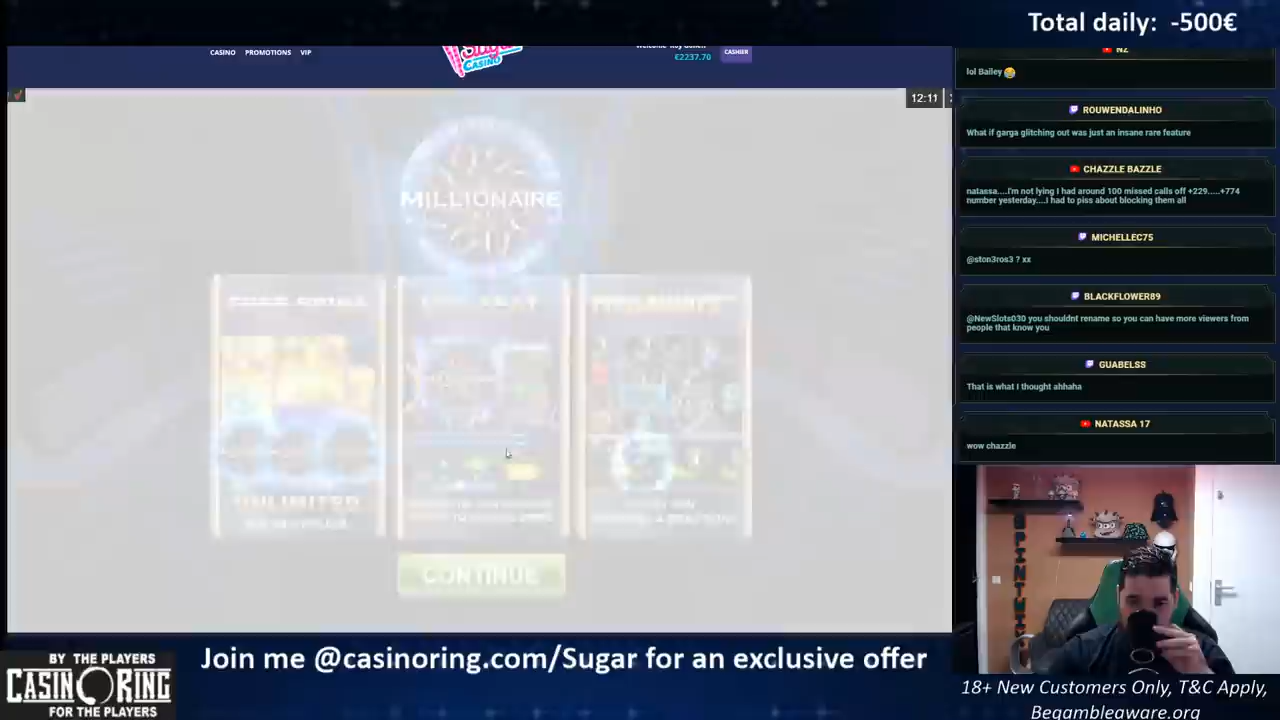 Total daily: -500€
CASINO PROMOTIONS VIP
CASINO
€2237.70
CASHIER
12:11
NZ
lol Bailey
ROUWENDALINHO
What if garga glitching out was just an insane rare feature
CHAZZLE BAZZLE
natassa....I'm not lying I had around 100 missed calls off +229.....+774
number yesterday....I had to piss about blocking them all
MICHELLEC75
@ston3ros3 ? xx
BLACKFLOWER89
@NewSlots030 you shouldnt rename so you can have more viewers from
people that know you
GUABELSS
That is what I thought ahhaha
NATASSA 17
wow chazzle
MILLIONAIRE
FREE SPINS
UNLIMITED
CONTINUE
BY THE PLAYERS
CASINORING
FOR THE PLAYERS
Join me @casinoring.com/Sugar for an exclusive offer
18+ New Customers Only, T&C Apply,
Begambleaware.org